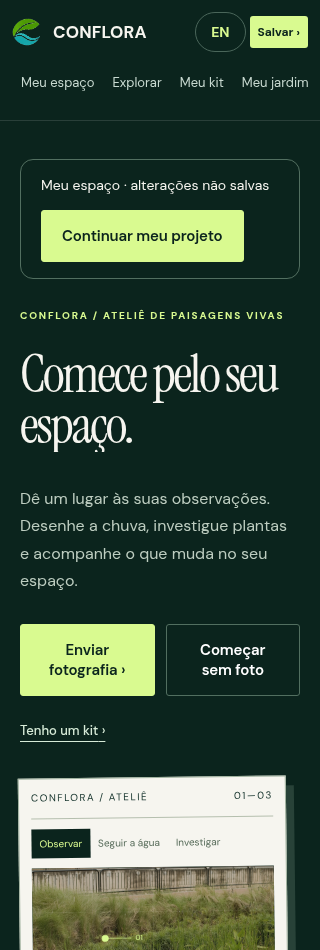 CONFLORA
EN
Salvar ›
Meu espaço Explorar Meu kit Meu jardim
Meu espaço · alterações não salvas
Continuar meu projeto
CONFLORA / ATELIÊ DE PAISAGENS VIVAS
Comece pelo seu
espaço.
Dê um lugar às suas observações.
Desenhe a chuva, investigue plantas
e acompanhe o que muda no seu
espaço.
Enviar
fotografia ›
Começar
sem foto
Tenho um kit ›
CONFLORA / ATELIÊ 01—03
Observar Seguir a água Investigar
01